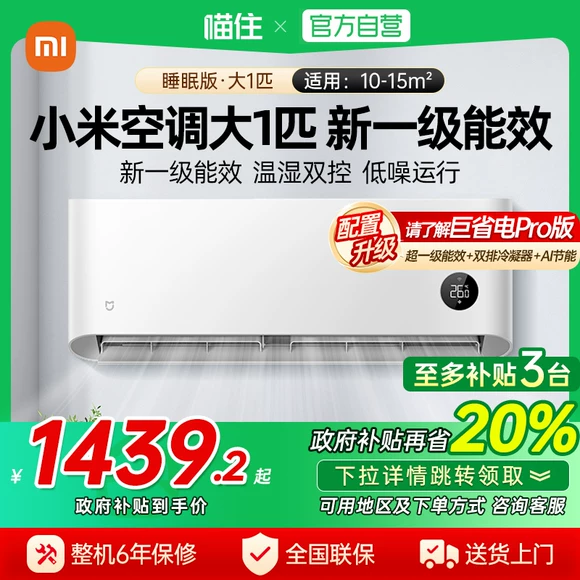 喵住 × 官方自营
睡眠版·大1匹 适用：10-15m²
小米空调大1匹 新一级能效
新一级能效 温湿双控 低噪运行
配置升级
请了解巨省电Pro版
超一级能效+双排冷凝器+AI节能
26.0
至多补贴3台
¥1439.2起
政府补贴到手价
政府补贴再省20%
下拉详情跳转领取
可用地区及下单方式 咨询客服
整机6年保修 全国联保 送货上门